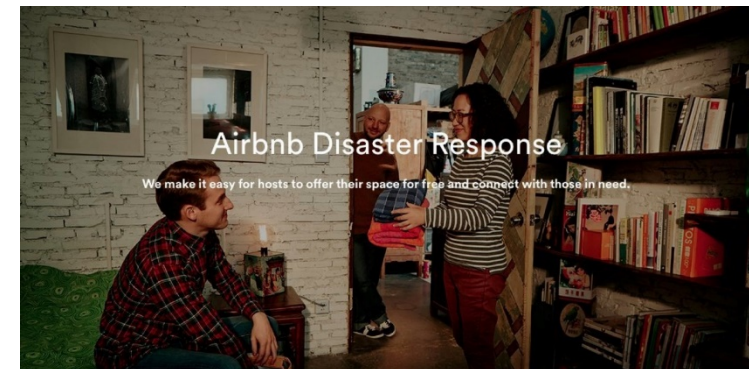 Airbnb Disaster Response
We make it easy for hosts to offer their space for free and connect with those in need.